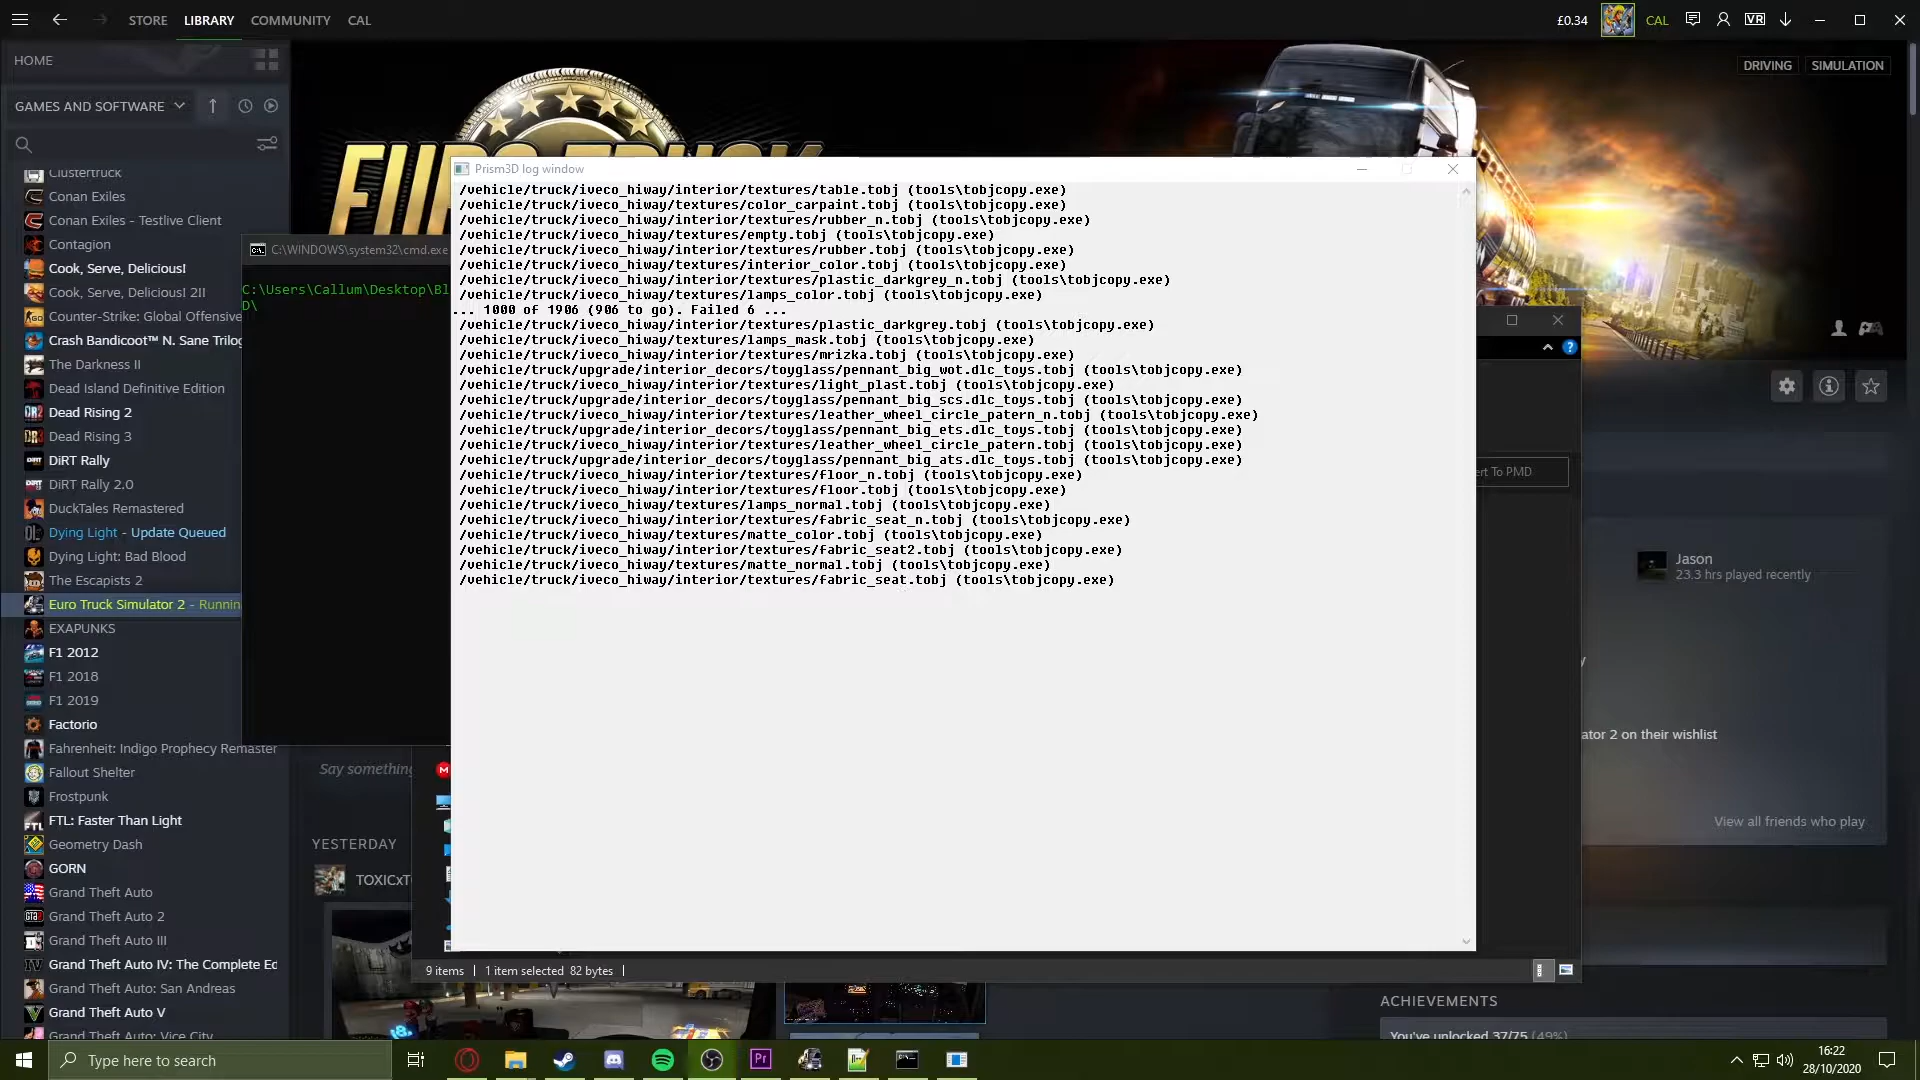 STORE LIBRARY COMMUNITY CAL
£0.34 CAL VR
HOME
DRIVING SIMULATION
GAMES AND SOFTWARE
Clustertruck
Conan Exiles
Conan Exiles - Testlive Client
Contagion
Cook, Serve, Delicious!
Cook, Serve, Delicious! 2!!
Counter-Strike: Global Offensive
Crash Bandicoot™ N. Sane Trilog
The Darkness II
Dead Island Definitive Edition
Dead Rising 2
Dead Rising 3
DiRT Rally
DiRT Rally 2.0
DuckTales Remastered
Dying Light - Update Queued
Dying Light: Bad Blood
The Escapists 2
Euro Truck Simulator 2 - Runnin
EXAPUNKS
F1 2012
F1 2018
F1 2019
Factorio
Fahrenheit: Indigo Prophecy Remaster
Fallout Shelter
Frostpunk
FTL: Faster Than Light
Geometry Dash
GORN
Grand Theft Auto
Grand Theft Auto 2
Grand Theft Auto III
Grand Theft Auto IV: The Complete Ed
Grand Theft Auto: San Andreas
Grand Theft Auto V
Grand Theft Auto: Vice City
C:\WINDOWS\system32\cmd.exe
C:\Users\Callum\Desktop\Bl
D\
Prism3D log window
/vehicle/truck/iveco_hiway/interior/textures/table.tobj (tools\tobjcopy.exe)
/vehicle/truck/iveco_hiway/textures/color_carpaint.tobj (tools\tobjcopy.exe)
/vehicle/truck/iveco_hiway/interior/textures/rubber_n.tobj (tools\tobjcopy.exe)
/vehicle/truck/iveco_hiway/textures/empty.tobj (tools\tobjcopy.exe)
/vehicle/truck/iveco_hiway/interior/textures/rubber.tobj (tools\tobjcopy.exe)
/vehicle/truck/iveco_hiway/textures/interior_color.tobj (tools\tobjcopy.exe)
/vehicle/truck/iveco_hiway/interior/textures/plastic_darkgrey_n.tobj (tools\tobjcopy.exe)
/vehicle/truck/iveco_hiway/textures/lamps_color.tobj (tools\tobjcopy.exe)
... 1000 of 1906 (906 to go). Failed 6 ...
/vehicle/truck/iveco_hiway/interior/textures/plastic_darkgrey.tobj (tools\tobjcopy.exe)
/vehicle/truck/iveco_hiway/textures/lamps_mask.tobj (tools\tobjcopy.exe)
/vehicle/truck/iveco_hiway/interior/textures/mrizka.tobj (tools\tobjcopy.exe)
/vehicle/truck/upgrade/interior_decors/toyglass/pennant_big_wot.dlc_toys.tobj (tools\tobjcopy.exe)
/vehicle/truck/iveco_hiway/interior/textures/light_plast.tobj (tools\tobjcopy.exe)
/vehicle/truck/upgrade/interior_decors/toyglass/pennant_big_scs.dlc_toys.tobj (tools\tobjcopy.exe)
/vehicle/truck/iveco_hiway/interior/textures/leather_wheel_circle_patern_n.tobj (tools\tobjcopy.exe)
/vehicle/truck/upgrade/interior_decors/toyglass/pennant_big_ets.dlc_toys.tobj (tools\tobjcopy.exe)
/vehicle/truck/iveco_hiway/interior/textures/leather_wheel_circle_patern.tobj (tools\tobjcopy.exe)
/vehicle/truck/upgrade/interior_decors/toyglass/pennant_big_ats.dlc_toys.tobj (tools\tobjcopy.exe)
/vehicle/truck/iveco_hiway/interior/textures/floor_n.tobj (tools\tobjcopy.exe)
/vehicle/truck/iveco_hiway/interior/textures/floor.tobj (tools\tobjcopy.exe)
/vehicle/truck/iveco_hiway/textures/lamps_normal.tobj (tools\tobjcopy.exe)
/vehicle/truck/iveco_hiway/interior/textures/fabric_seat_n.tobj (tools\tobjcopy.exe)
/vehicle/truck/iveco_hiway/textures/matte_color.tobj (tools\tobjcopy.exe)
/vehicle/truck/iveco_hiway/interior/textures/fabric_seat2.tobj (tools\tobjcopy.exe)
/vehicle/truck/iveco_hiway/textures/matte_normal.tobj (tools\tobjcopy.exe)
/vehicle/truck/iveco_hiway/interior/textures/fabric_seat.tobj (tools\tobjcopy.exe)
ert To PMD
Jason
23.3 hrs played recently
ator 2 on their wishlist
View all friends who play
Say something
YESTERDAY
TOXICxT
9 items 1 item selected 82 bytes
ACHIEVEMENTS
You've unlocked 37/75 (49%)
Type here to search
16:22
28/10/2020